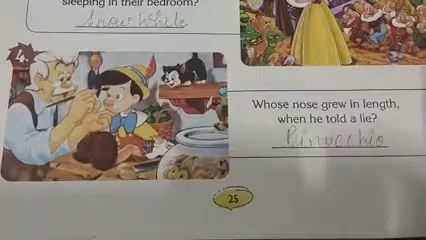 sleeping in their bedroom?
Snow White
4.
Whose nose grew in length,
when he told a lie?
Pinocchio
25